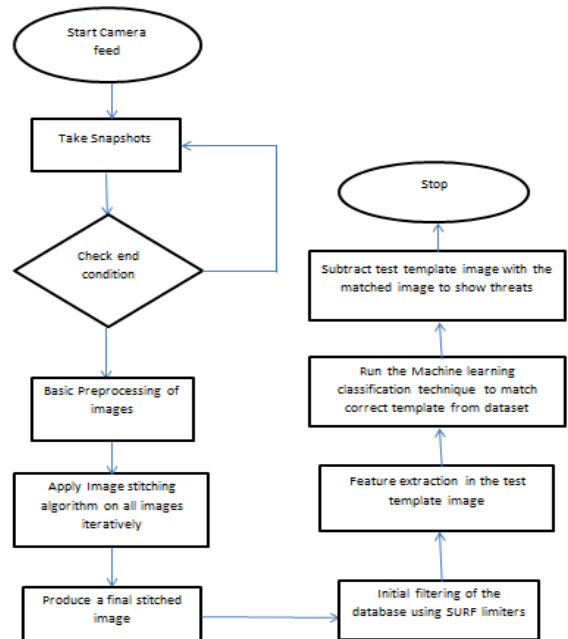 Start Camera
feed
Take Snapshots
Check end
condition
Basic Preprocessing of
images
Apply Image stitching
algorithm on all images
iteratively
Produce a final stitched
image
Initial filtering of the
database using SURF limiters
Feature extraction in the test
template image
Run the Machine learning
classification technique to match
correct template from dataset
Subtract test template image with the
matched image to show threats
Stop